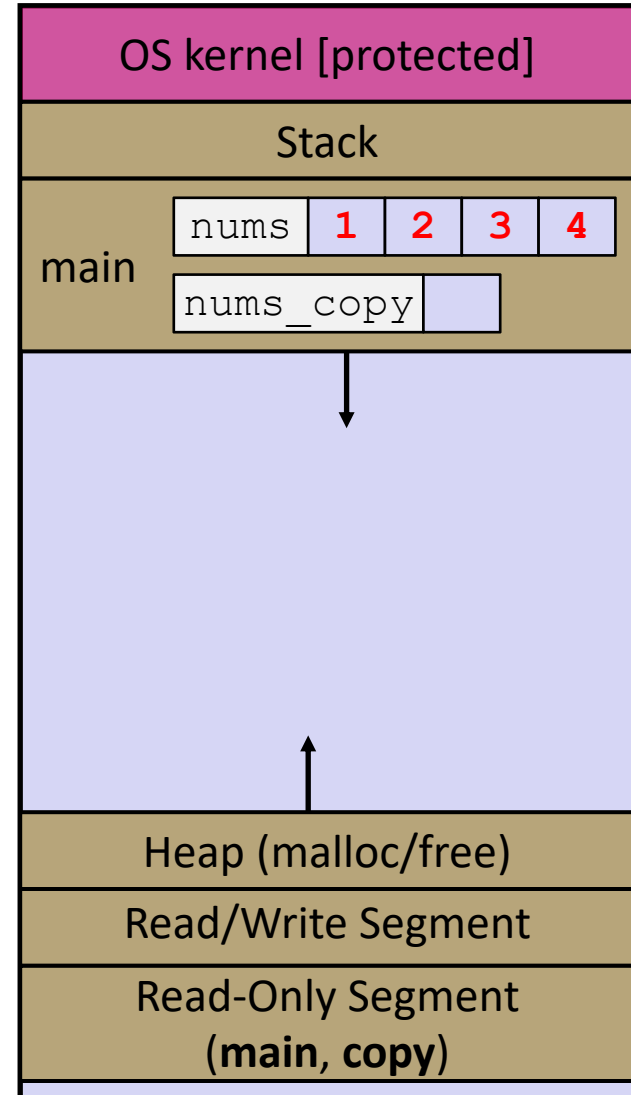 OS kernel [protected]
Stack
main
nums 1 2 3 4
nums_copy
Heap (malloc/free)
Read/Write Segment
Read-Only Segment
(main, copy)